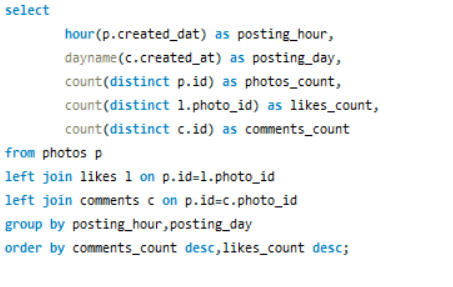 select
hour(p.created_dat) as posting_hour,
dayname(c.created_at) as posting_day,
count(distinct p.id) as photos_count,
count(distinct l.photo_id) as likes_count,
count(distinct c.id) as comments_count
from photos p
left join likes l on p.id=l.photo_id
left join comments c on p.id=c.photo_id
group by posting_hour,posting_day
order by comments_count desc,likes_count desc;